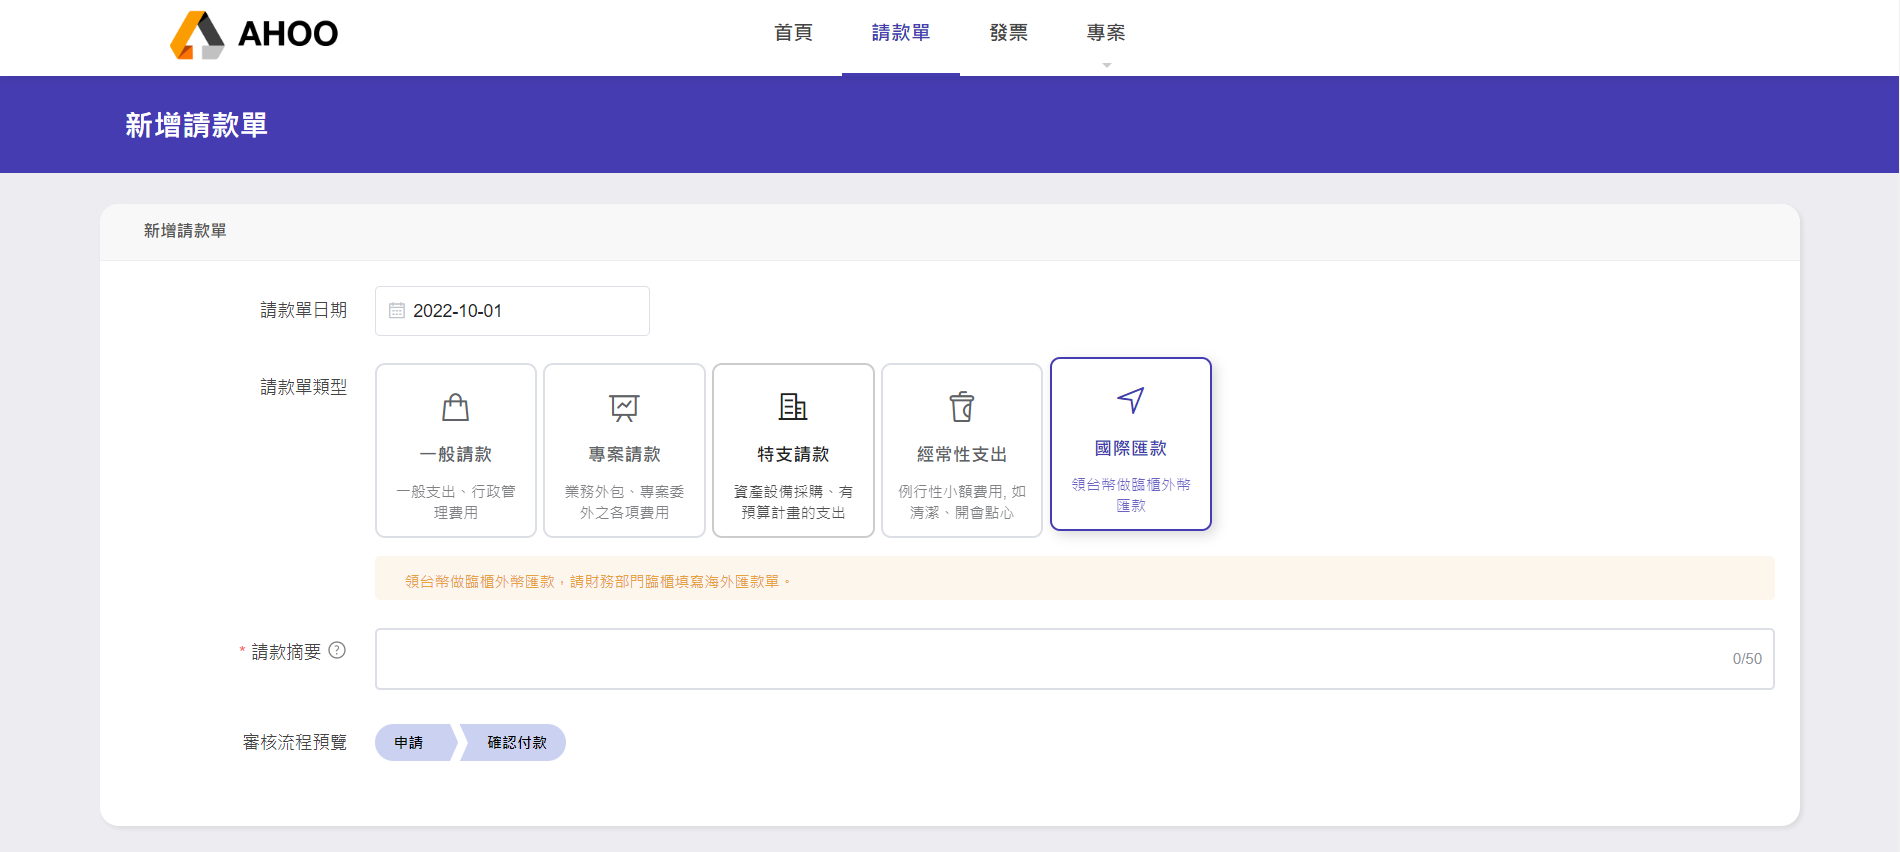 AHOO
首頁
請款單
發票
專案
新增請款單
新增請款單
請款單日期
2022-10-01
請款單類型
一般請款
一般支出、行政管
理費用
專案請款
業務外包、專案委
外之各項費用
特支請款
資產設備採購、有
預算計畫的支出
經常性支出
例行性小額費用, 如
清潔、開會點心
國際匯款
領台幣做臨櫃外幣
匯款
領台幣做臨櫃外幣匯款，請財務部門臨櫃填寫海外匯款單。
* 請款摘要 ?
0/50
審核流程預覽
申請
確認付款